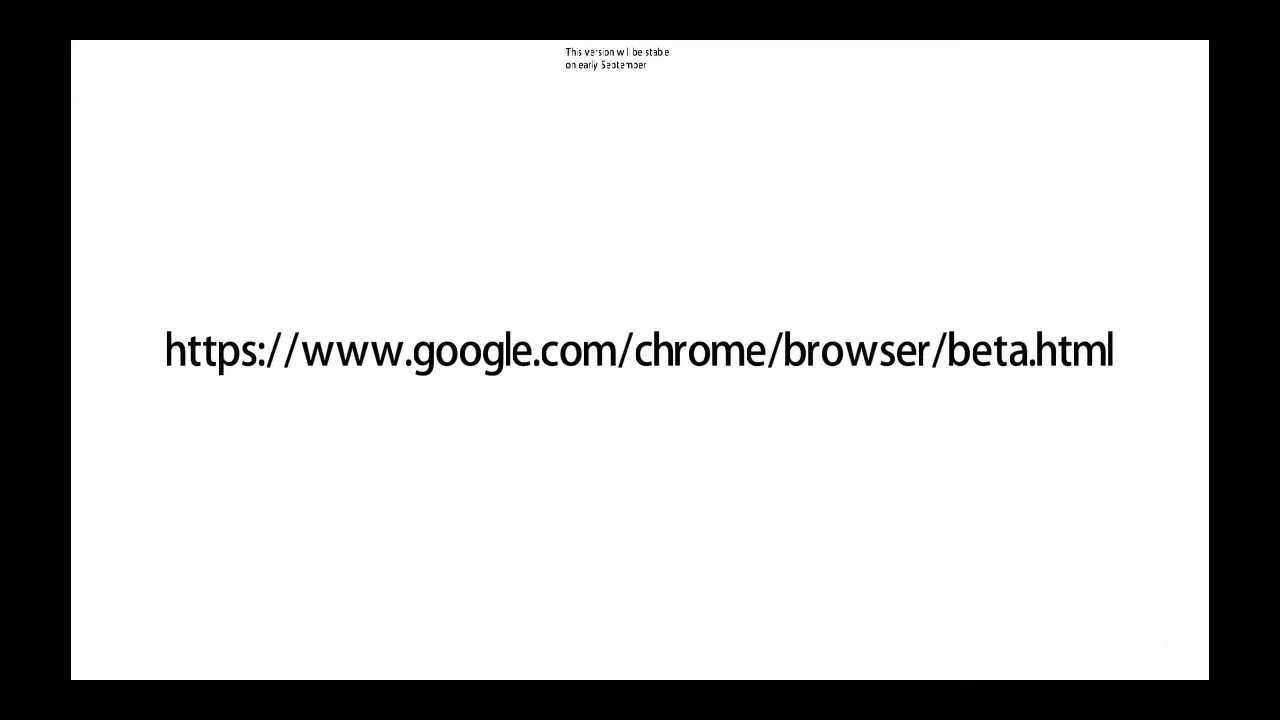 This version will be stable
on early September
https://www.google.com/chrome/browser/beta.html